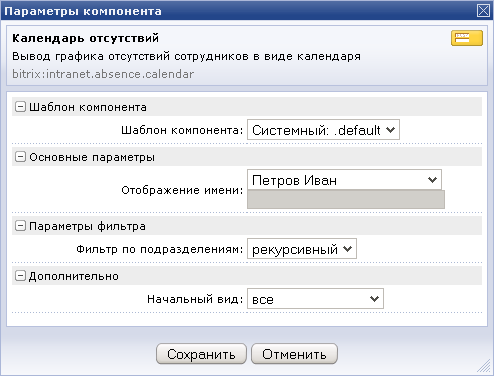 Параметры компонента
Календарь отсутствий
Вывод графика отсутствий сотрудников в виде календаря
bitrix:intranet.absence.calendar
Шаблон компонента
Шаблон компонента: Системный: .default
Основные параметры
Отображение имени: Петров Иван
Параметры фильтра
Фильтр по подразделениям: рекурсивный
Дополнительно
Начальный вид: все
Сохранить Отменить